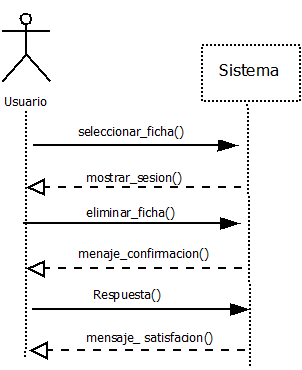 Sistema
Usuario
seleccionar_ficha()
mostrar_sesion()
eliminar_ficha()
menaje_confirmacion()
Respuesta()
mensaje_ satisfacion()